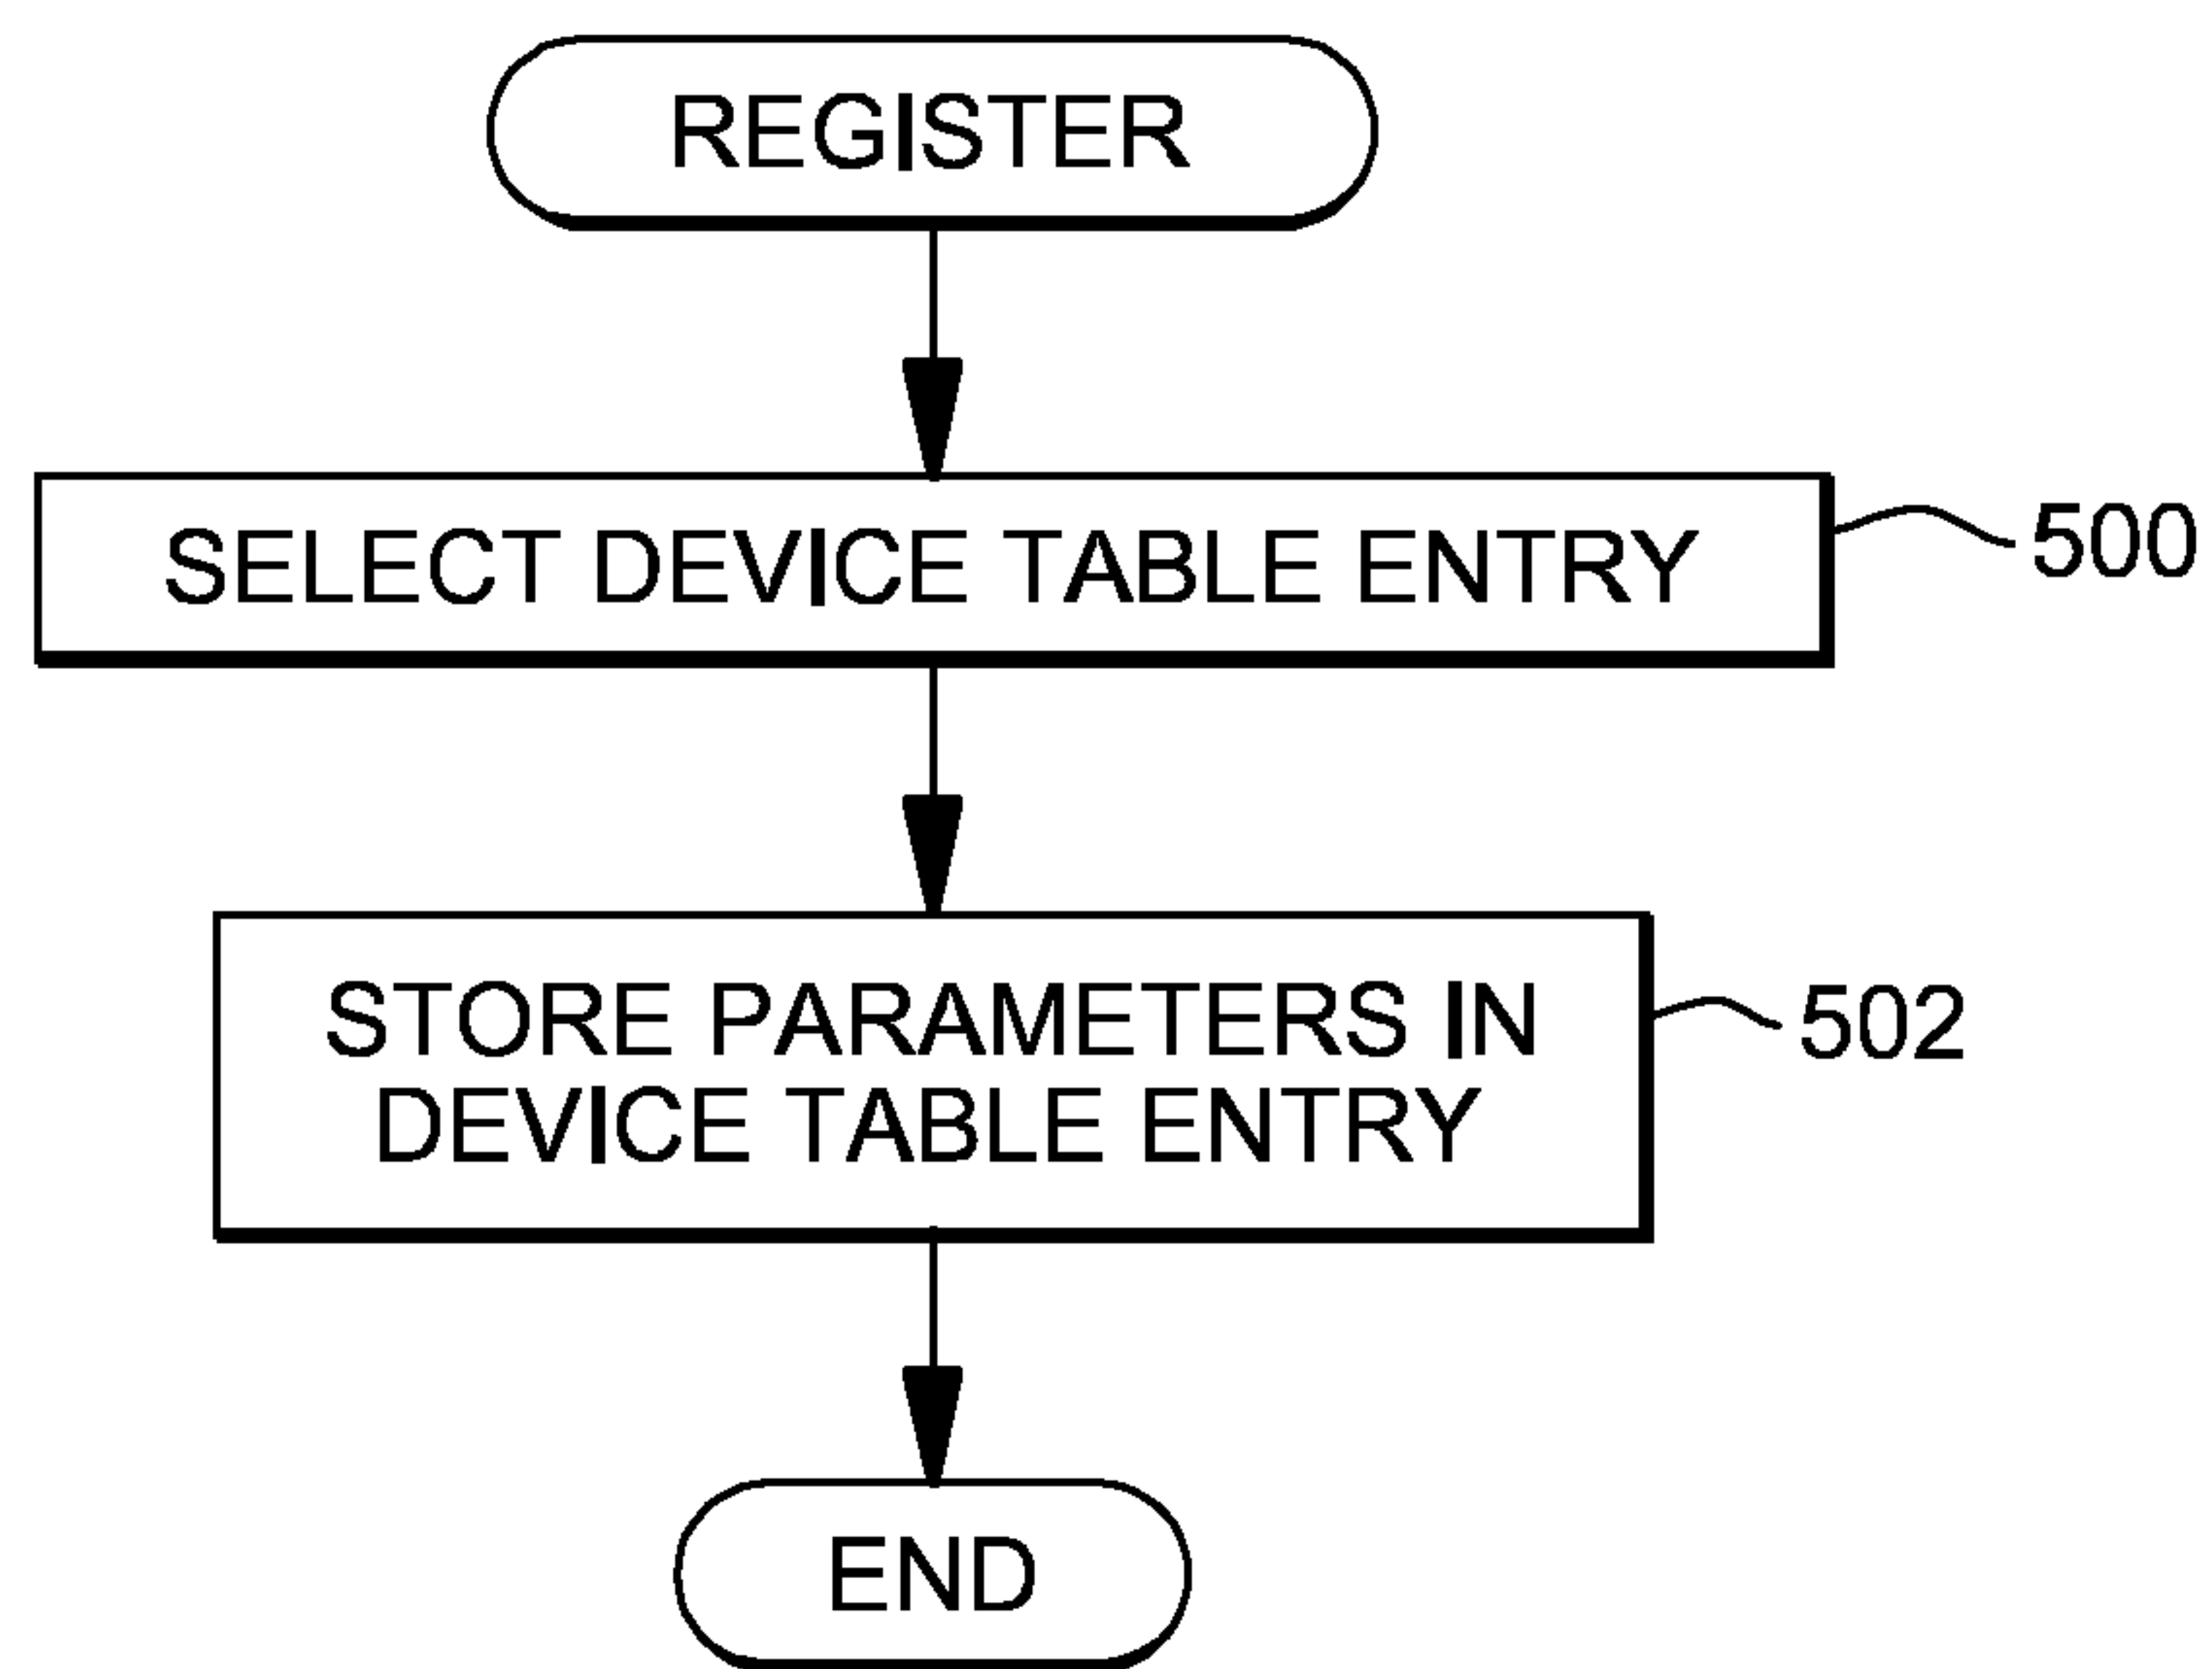 REGISTER
SELECT DEVICE TABLE ENTRY
500
STORE PARAMETERS IN
DEVICE TABLE ENTRY
502
END